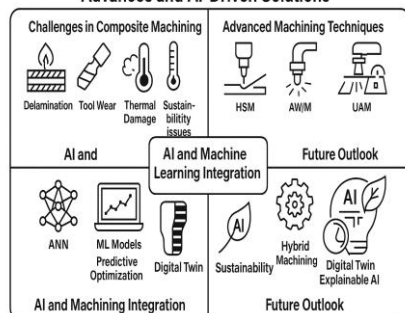 Advances and AI-Driven Solutions
Challenges in Composite Machining
Delamination
Tool Wear
Thermal
Damage
Sustain-
bilitity
issues
Advanced Machining Techniques
HSM
AW/M
UAM
AI and
AI and Machine
Learning Integration
Future Outlook
ANN
ML Models
Predictive
Optimization
Digital Twin
AI and Machining Integration
AI
Sustainability
Hybrid
Machining
AI
Digital Twin
Explainable AI
Future Outlook